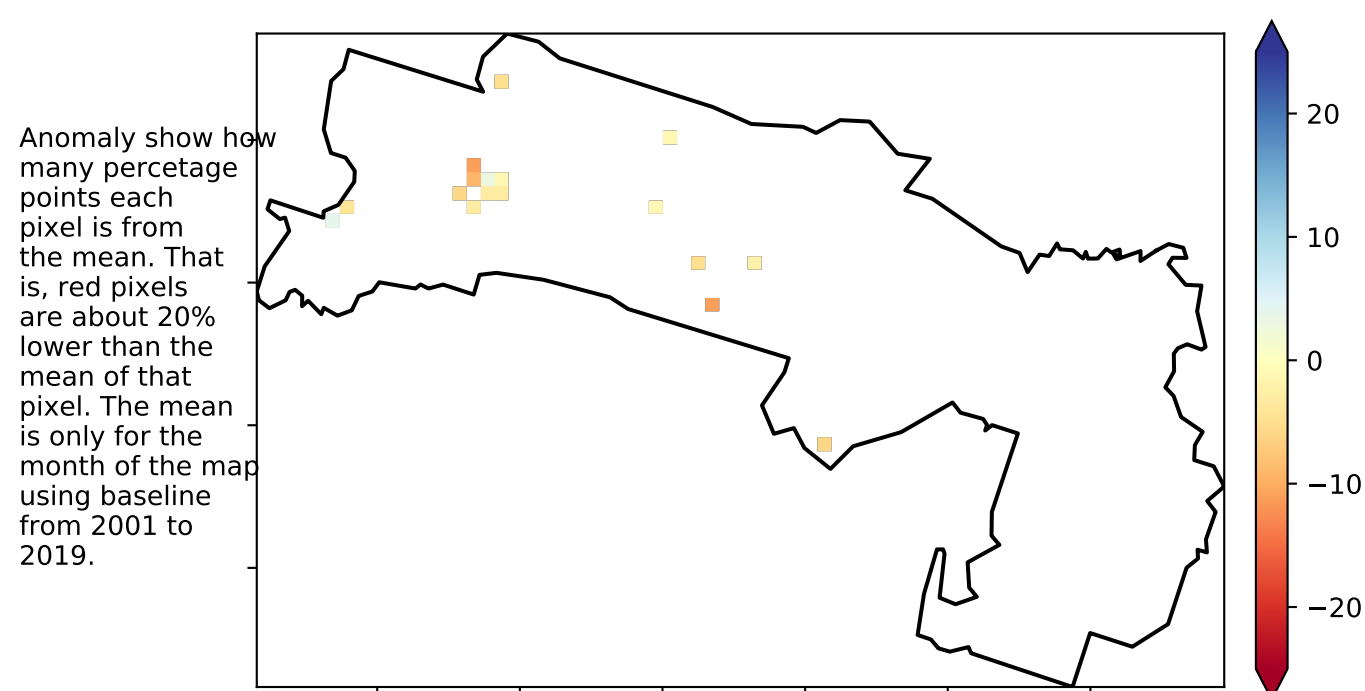 Anomaly show how
many percetage
points each
pixel is from
the mean. That
is, red pixels
are about 20%
lower than the
mean of that
pixel. The mean
is only for the
month of the map
using baseline
from 2001 to
2019.
20
10
0
−10
−20